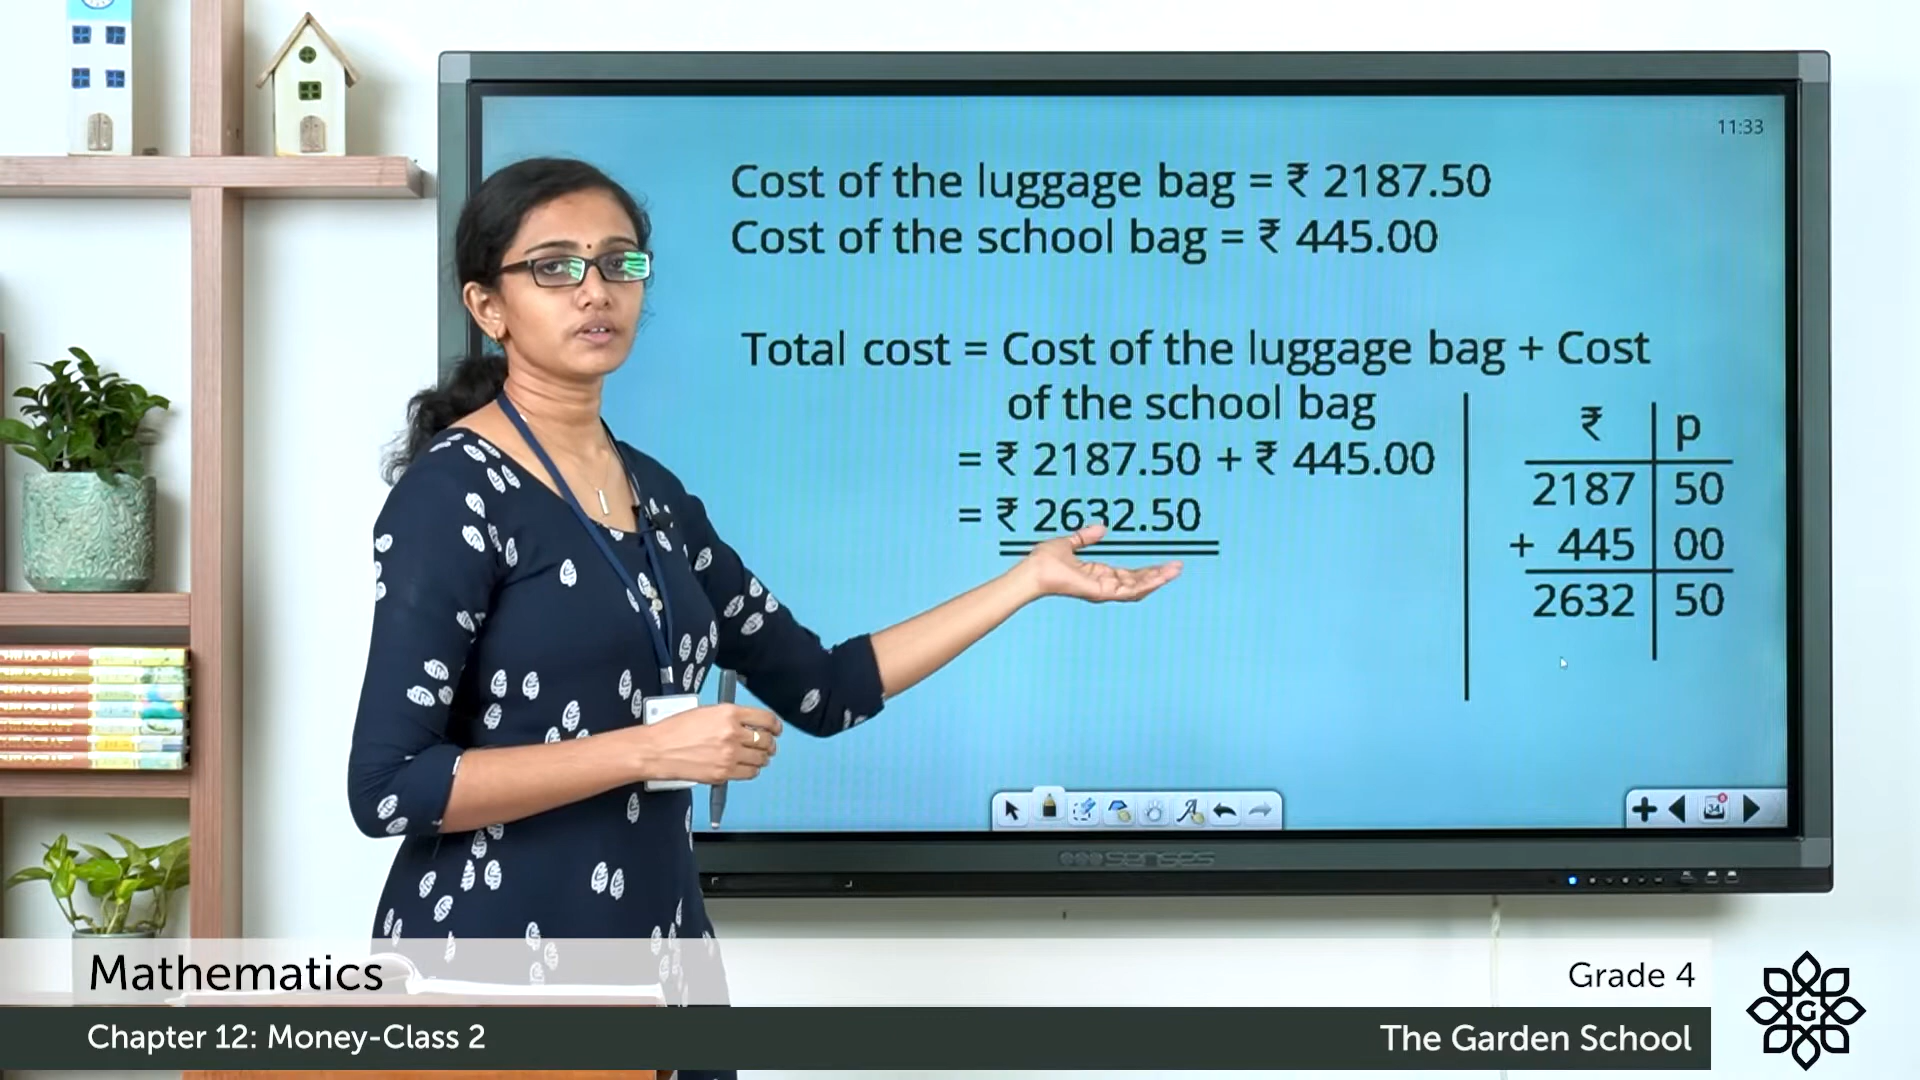 11:33
Cost of the luggage bag = ₹ 2187.50
Cost of the school bag = ₹ 445.00
Total cost = Cost of the luggage bag + Cost
of the school bag
= ₹ 2187.50 + ₹ 445.00
= ₹ 2632.50
₹ p
2187 50
+ 445 00
2632 50
senses
Mathematics
Grade 4
Chapter 12: Money-Class 2
The Garden School
G